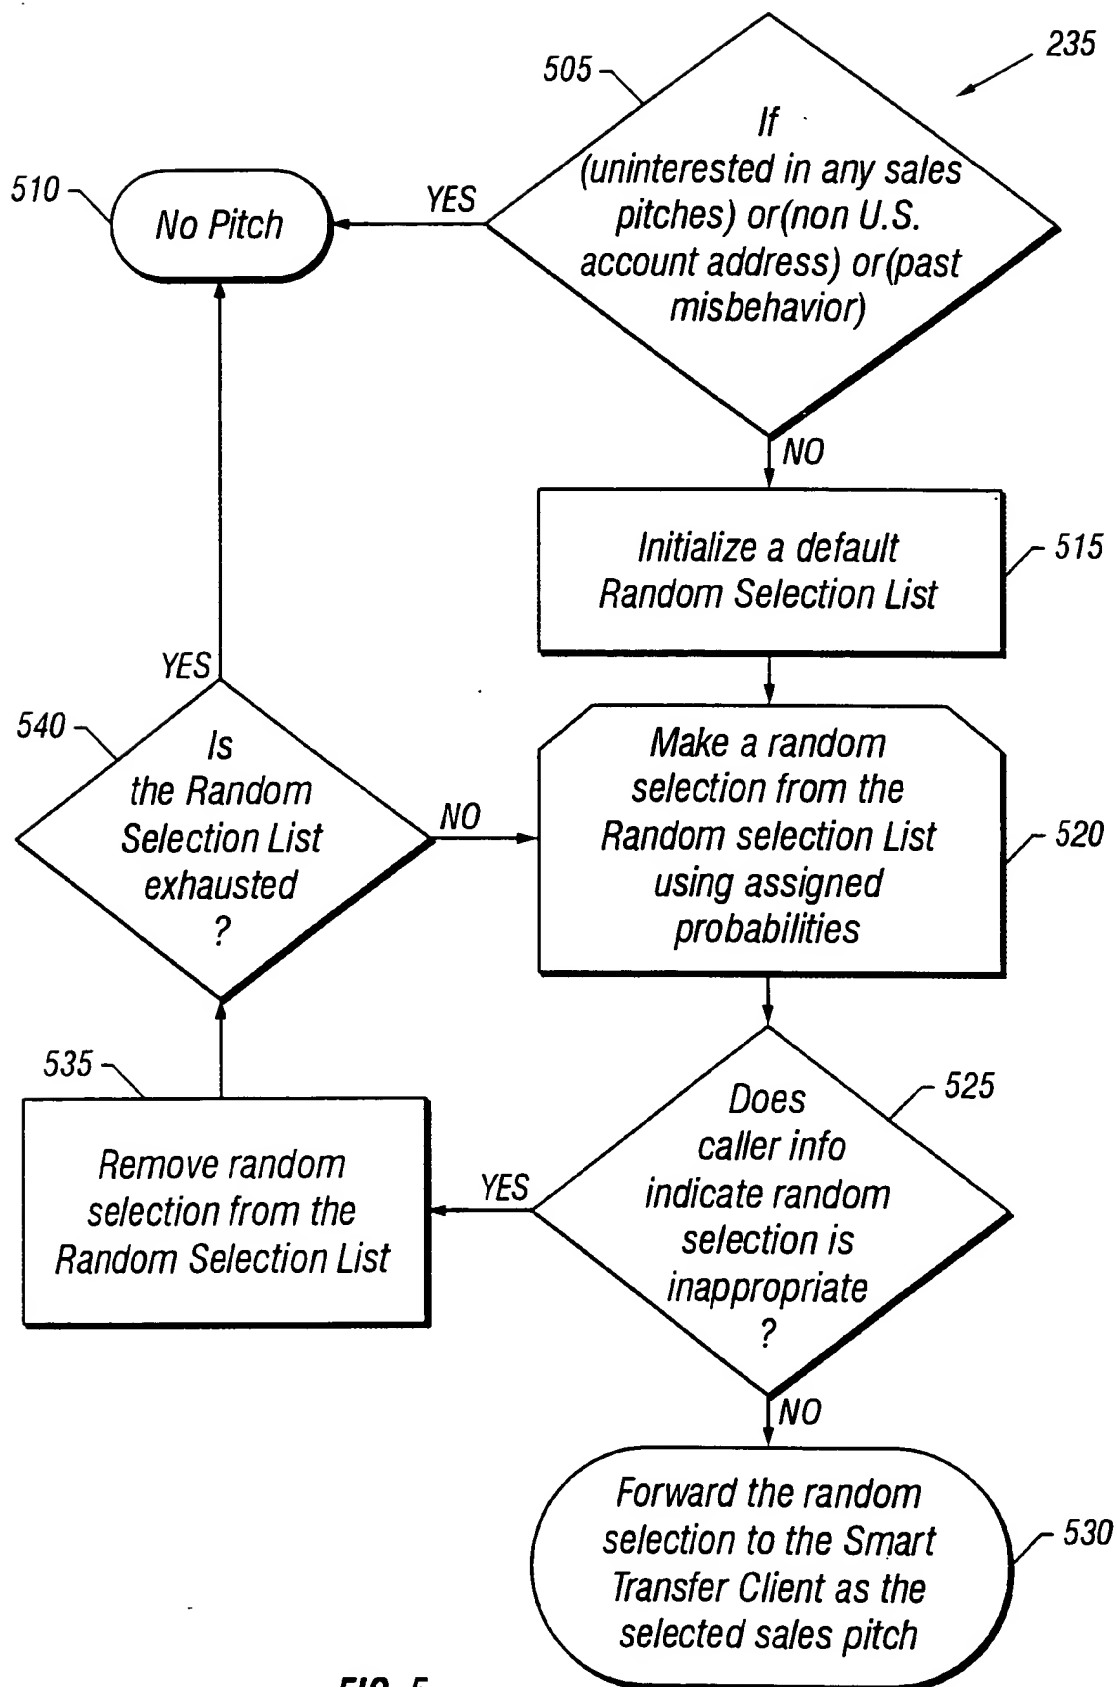 235
505
If
(uninterested in any sales
pitches) or(non U.S.
account address) or(past
misbehavior)
510
No Pitch
YES
NO
Initialize a default
Random Selection List
515
YES
540
Is
the Random
Selection List
exhausted
?
NO
Make a random
selection from the
Random selection List
using assigned
probabilities
520
535
Remove random
selection from the
Random Selection List
YES
Does
caller info
indicate random
selection is
inappropriate
?
525
NO
Forward the random
selection to the Smart
Transfer Client as the
selected sales pitch
530
FIG. 5